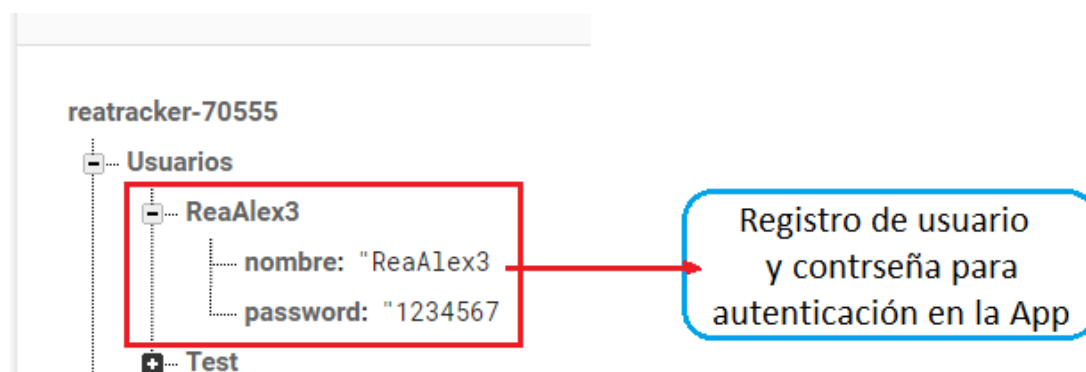 reatracker-70555
Usuarios
ReaAlex3
nombre: "ReaAlex3
password: "1234567
Test
Registro de usuario
y contrseña para
autenticación en la App